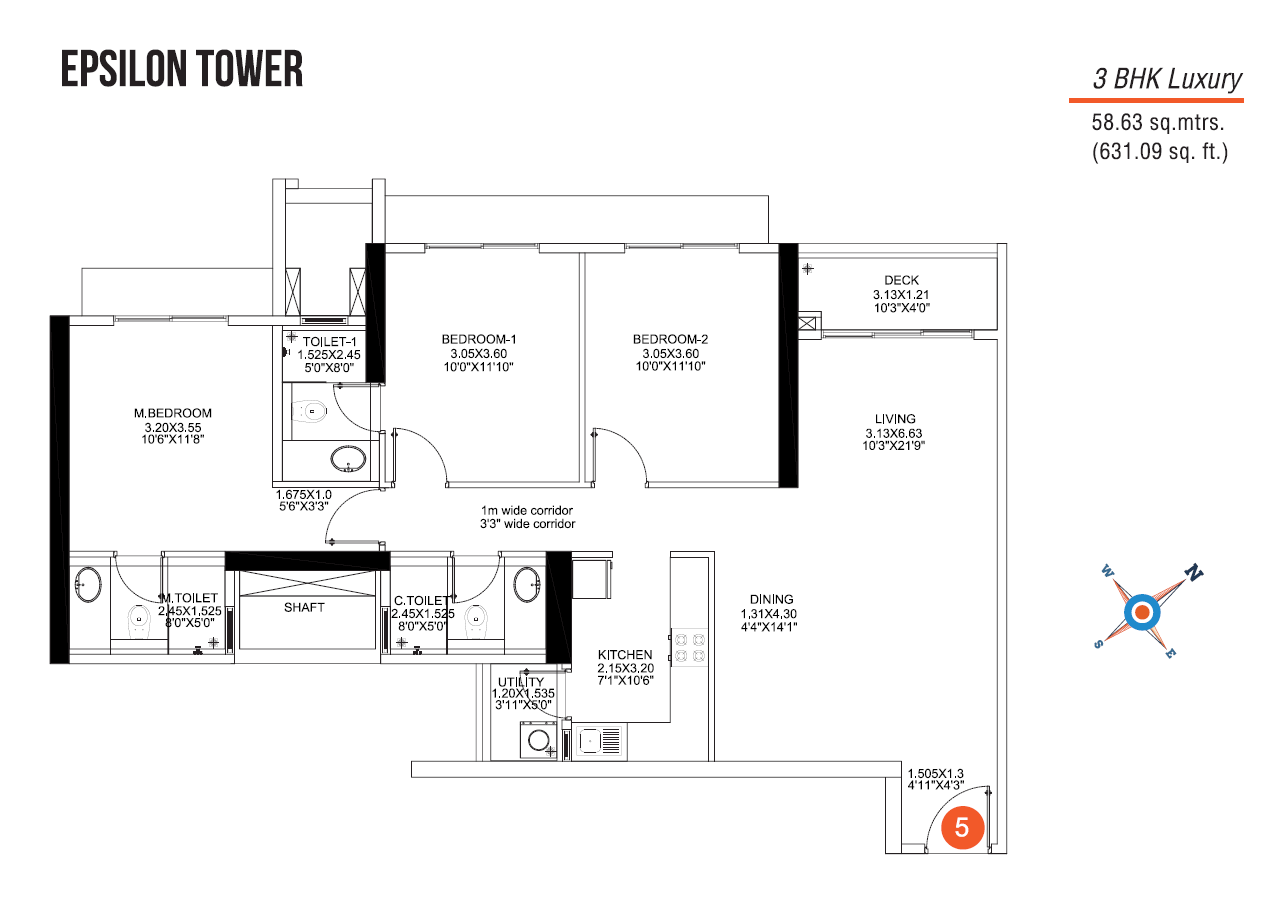 EPSILON TOWER
3 BHK Luxury
58.63 sq.mtrs.
(631.09 sq. ft.)
DECK
3.13X1.21
10'3"X4'0"
TOILET-1
1.525X2.45
5'0"X8'0"
BEDROOM-1
3.05X3.60
10'0"X11'10"
BEDROOM-2
3.05X3.60
10'0"X11'10"
M.BEDROOM
3.20X3.55
10'6"X11'8"
LIVING
3.13X6.63
10'3"X21'9"
1.675X1.0
5'6"X3'3"
1m wide corridor
3'3" wide corridor
M.TOILET
2.45X1.525
8'0"X5'0"
SHAFT
C.TOILET
2.45X1.525
8'0"X5'0"
DINING
1.31X4.30
4'4"X14'1"
KITCHEN
2.15X3.20
7'1"X10'6"
UTILITY
1.20X1.535
3'11"X5'0"
1.505X1.3
4'11"X4'3"
5
W
N
S
E